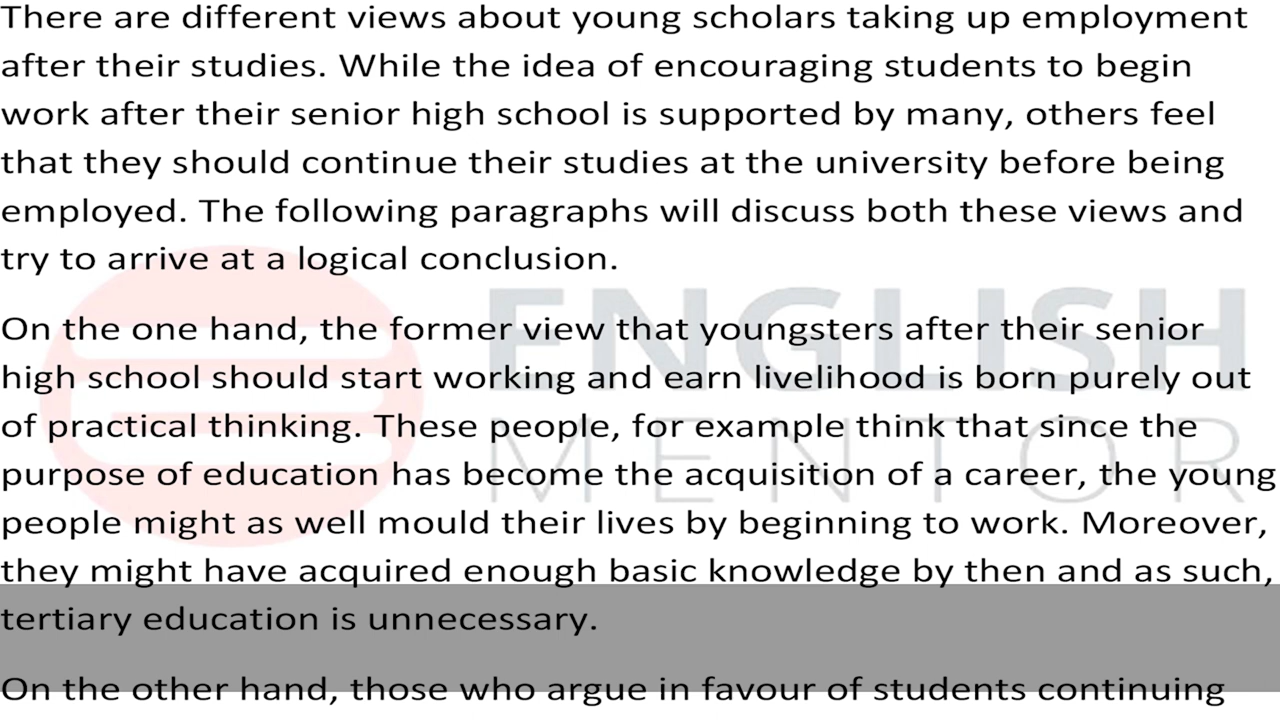 There are different views about young scholars taking up employment
after their studies. While the idea of encouraging students to begin
work after their senior high school is supported by many, others feel
that they should continue their studies at the university before being
employed. The following paragraphs will discuss both these views and
try to arrive at a logical conclusion.
On the one hand, the former view that youngsters after their senior
high school should start working and earn livelihood is born purely out
of practical thinking. These people, for example think that since the
purpose of education has become the acquisition of a career, the young
people might as well mould their lives by beginning to work. Moreover,
they might have acquired enough basic knowledge by then and as such,
tertiary education is unnecessary.
On the other hand, those who argue in favour of students continuing
ENGLISH
MENTOR